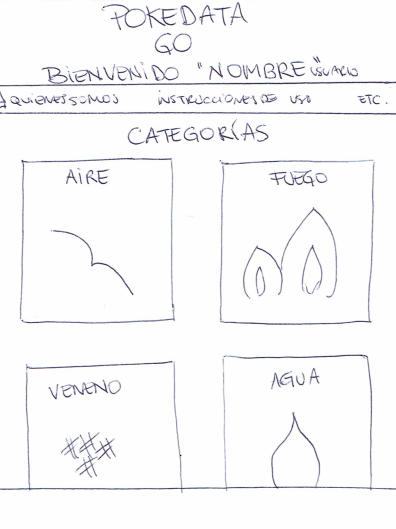 POKEDATA
GO
BIENVENIDO "NOMBRE" USUARIO
¿QUIENES SOMOS INSTRUCCIONES DE USO ETC.
CATEGORÍAS
AIRE FUEGO
VENENO AGUA